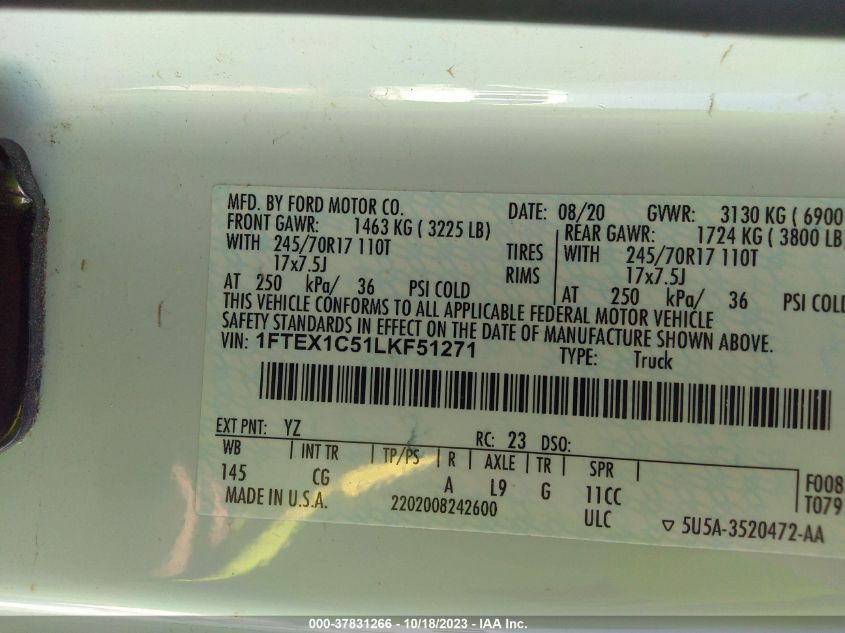 MFD. BY FORD MOTOR CO. DATE: 08/20 GVWR: 3130 KG ( 6900
FRONT GAWR: 1463 KG ( 3225 LB) REAR GAWR: 1724 KG ( 3800 LB
WITH 245/70R17 110T TIRES WITH 245/70R17 110T
17x7.5J RIMS 17x7.5J
AT 250 kPa/ 36 PSI COLD AT 250 kPa/ 36 PSI COLD
THIS VEHICLE CONFORMS TO ALL APPLICABLE FEDERAL MOTOR VEHICLE
SAFETY STANDARDS IN EFFECT ON THE DATE OF MANUFACTURE SHOWN ABOVE.
VIN: 1FTEX1C51LKF51271 TYPE: Truck
EXT PNT: YZ RC: 23 DSO:
WB INT TR TP/PS R AXLE TR SPR
145 CG A L9 G 11CC F008
MADE IN U.S.A. 2202008242600 ULC T079
▽ 5U5A-3520472-AA
000-37831266 - 10/18/2023 - IAA Inc.